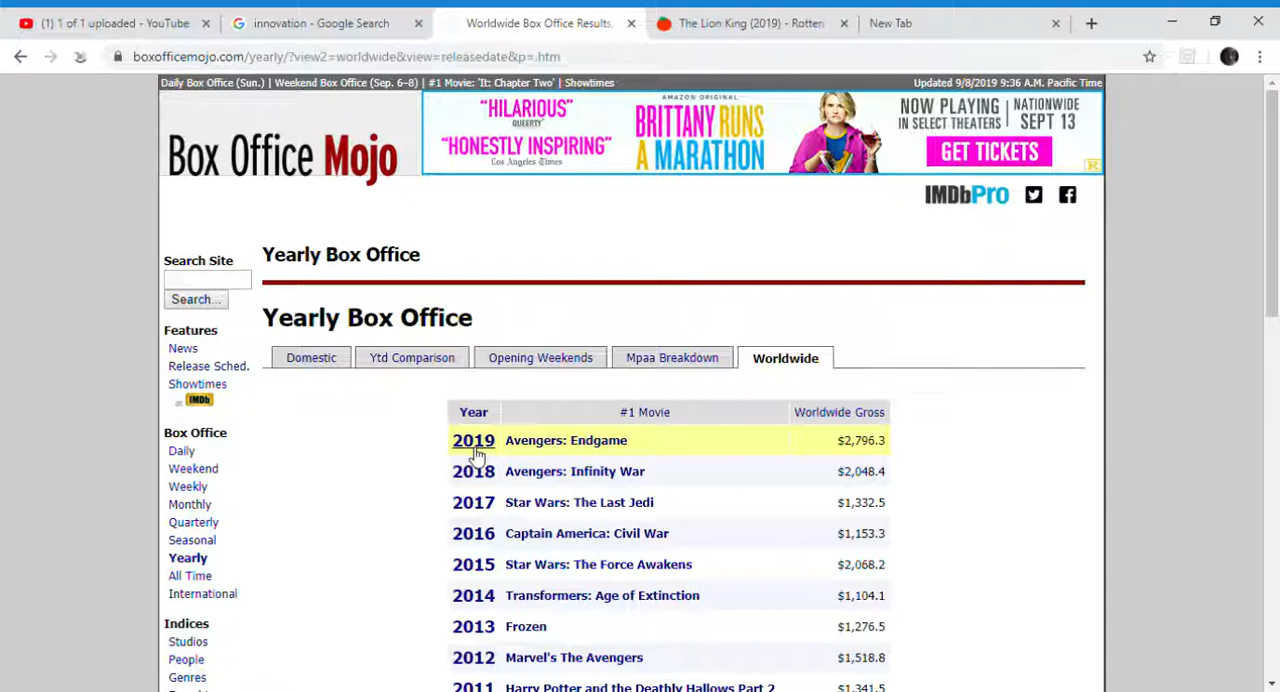 (1) 1 of 1 uploaded - YouTube
innovation - Google Search
Worldwide Box Office Results,
The Lion King (2019) - Rotten
New Tab
boxofficemojo.com/yearly/?view2=worldwide&view=releasedate&p=.htm
Daily Box Office (Sun.) | Weekend Box Office (Sep. 6–8) | #1 Movie: 'It: Chapter Two' | Showtimes
Updated 9/8/2019 9:36 A.M. Pacific Time
Box Office Mojo
"HILARIOUS"
QUEERTY
"HONESTLY INSPIRING"
Los Angeles Times
AMAZON ORIGINAL
BRITTANY RUNS
A MARATHON
NOW PLAYING
IN SELECT THEATERS
NATIONWIDE
SEPT 13
GET TICKETS
R
IMDbPro
Search Site
Search...
Features
News
Release Sched.
Showtimes
IMDb
Box Office
Daily
Weekend
Weekly
Monthly
Quarterly
Seasonal
Yearly
All Time
International
Indices
Studios
People
Genres
Yearly Box Office
Yearly Box Office
Domestic
Ytd Comparison
Opening Weekends
Mpaa Breakdown
Worldwide
Year #1 Movie Worldwide Gross
2019 Avengers: Endgame $2,796.3
2018 Avengers: Infinity War $2,048.4
2017 Star Wars: The Last Jedi $1,332.5
2016 Captain America: Civil War $1,153.3
2015 Star Wars: The Force Awakens $2,068.2
2014 Transformers: Age of Extinction $1,104.1
2013 Frozen $1,276.5
2012 Marvel's The Avengers $1,518.8
2011 Harry Potter and the Deathly Hallows Part 2 $1,341.5